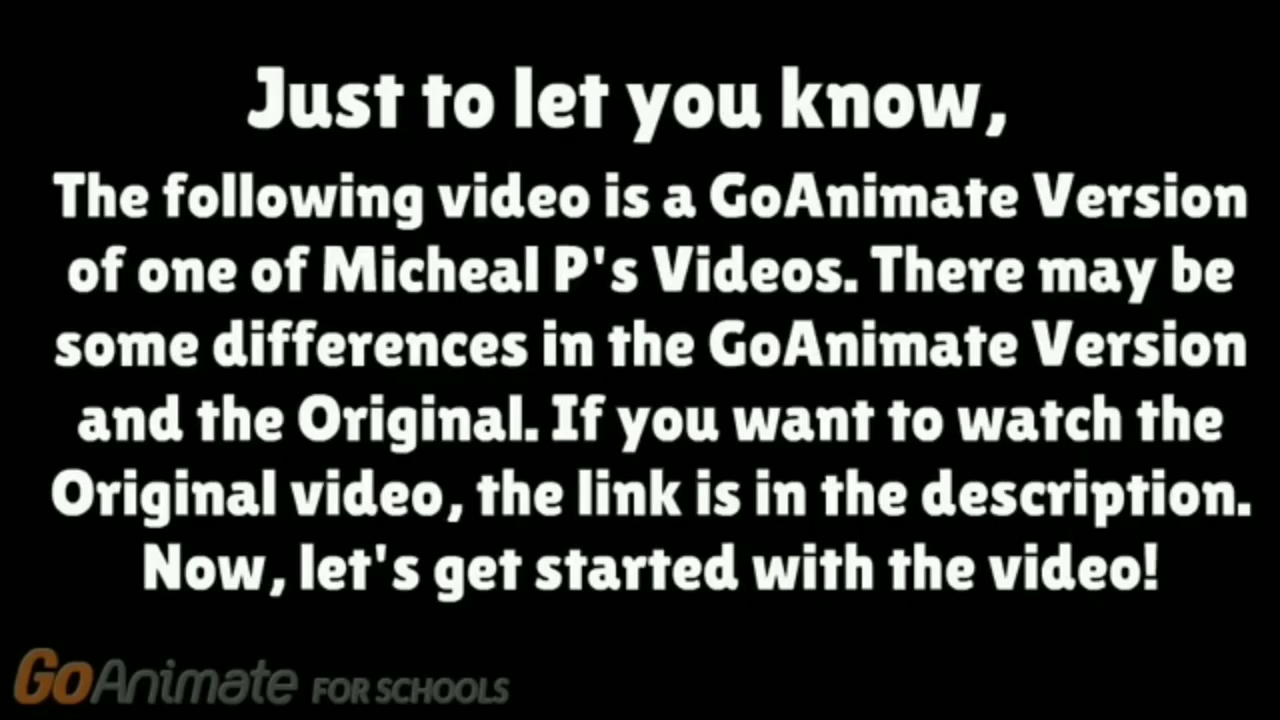 Just to let you know,
The following video is a GoAnimate Version
of one of Micheal P's Videos. There may be
some differences in the GoAnimate Version
and the Original. If you want to watch the
Original video, the link is in the description.
Now, let's get started with the video!
GoAnimate FOR SCHOOLS